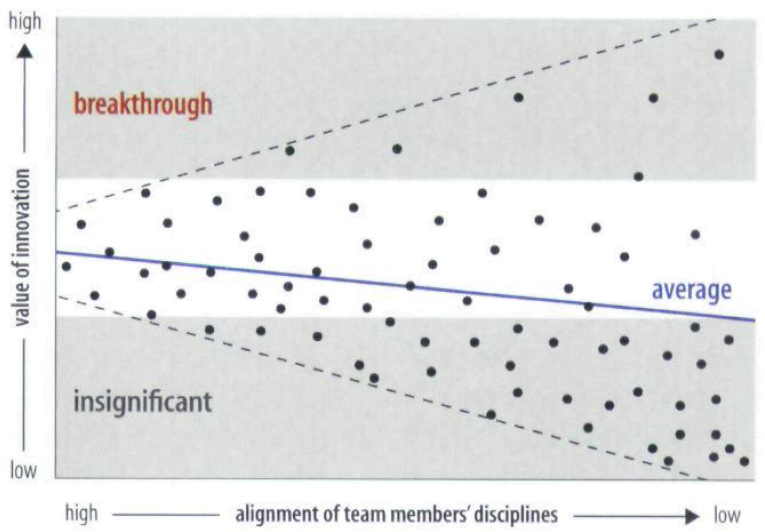 high
breakthrough
value of innovation
average
insignificant
low
high
alignment of team members' disciplines
low